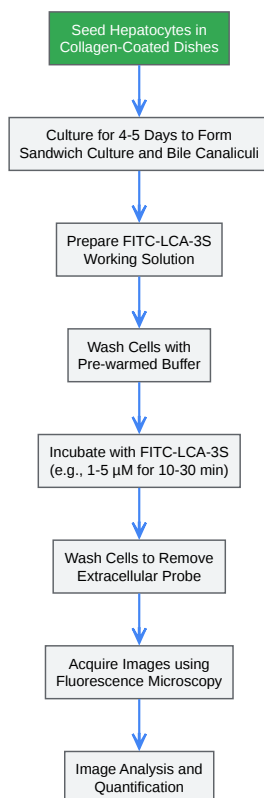 Seed Hepatocytes in
Collagen-Coated Dishes
Culture for 4-5 Days to Form
Sandwich Culture and Bile Canaliculi
Prepare FITC-LCA-3S
Working Solution
Wash Cells with
Pre-warmed Buffer
Incubate with FITC-LCA-3S
(e.g., 1-5 µM for 10-30 min)
Wash Cells to Remove
Extracellular Probe
Acquire Images using
Fluorescence Microscopy
Image Analysis and
Quantification